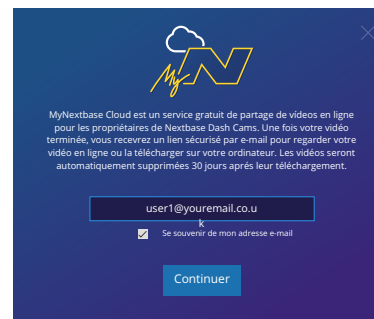 My N
MyNextbase Cloud est un service gratuit de partage de vídeos en ligne
pour les propriétaires de Nextbase Dash Cams. Une fois votre vidéo
terminée, vous recevrez un lien sécurisé par e-mail pour regarder votre
vidéo en ligne ou la télécharger sur votre ordinateur. Les vidéos seront
automatiquement supprimées 30 jours aprés leur téléchargement.
user1@youremail.co.u
k
Se souvenir de mon adresse e-mail
Continuer